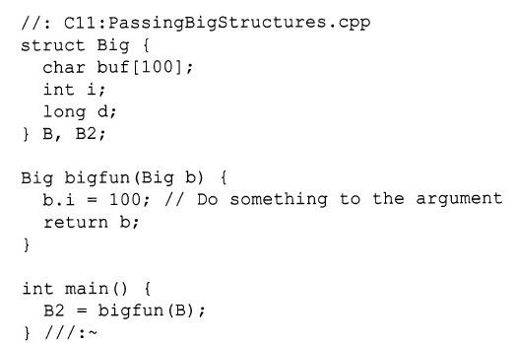 //: C11:PassingBigStructures.cpp
struct Big {
  char buf[100];
  int i;
  long d;
} B, B2;

Big bigfun(Big b) {
  b.i = 100; // Do something to the argument
  return b;
}

int main() {
  B2 = bigfun(B);
} ///:~